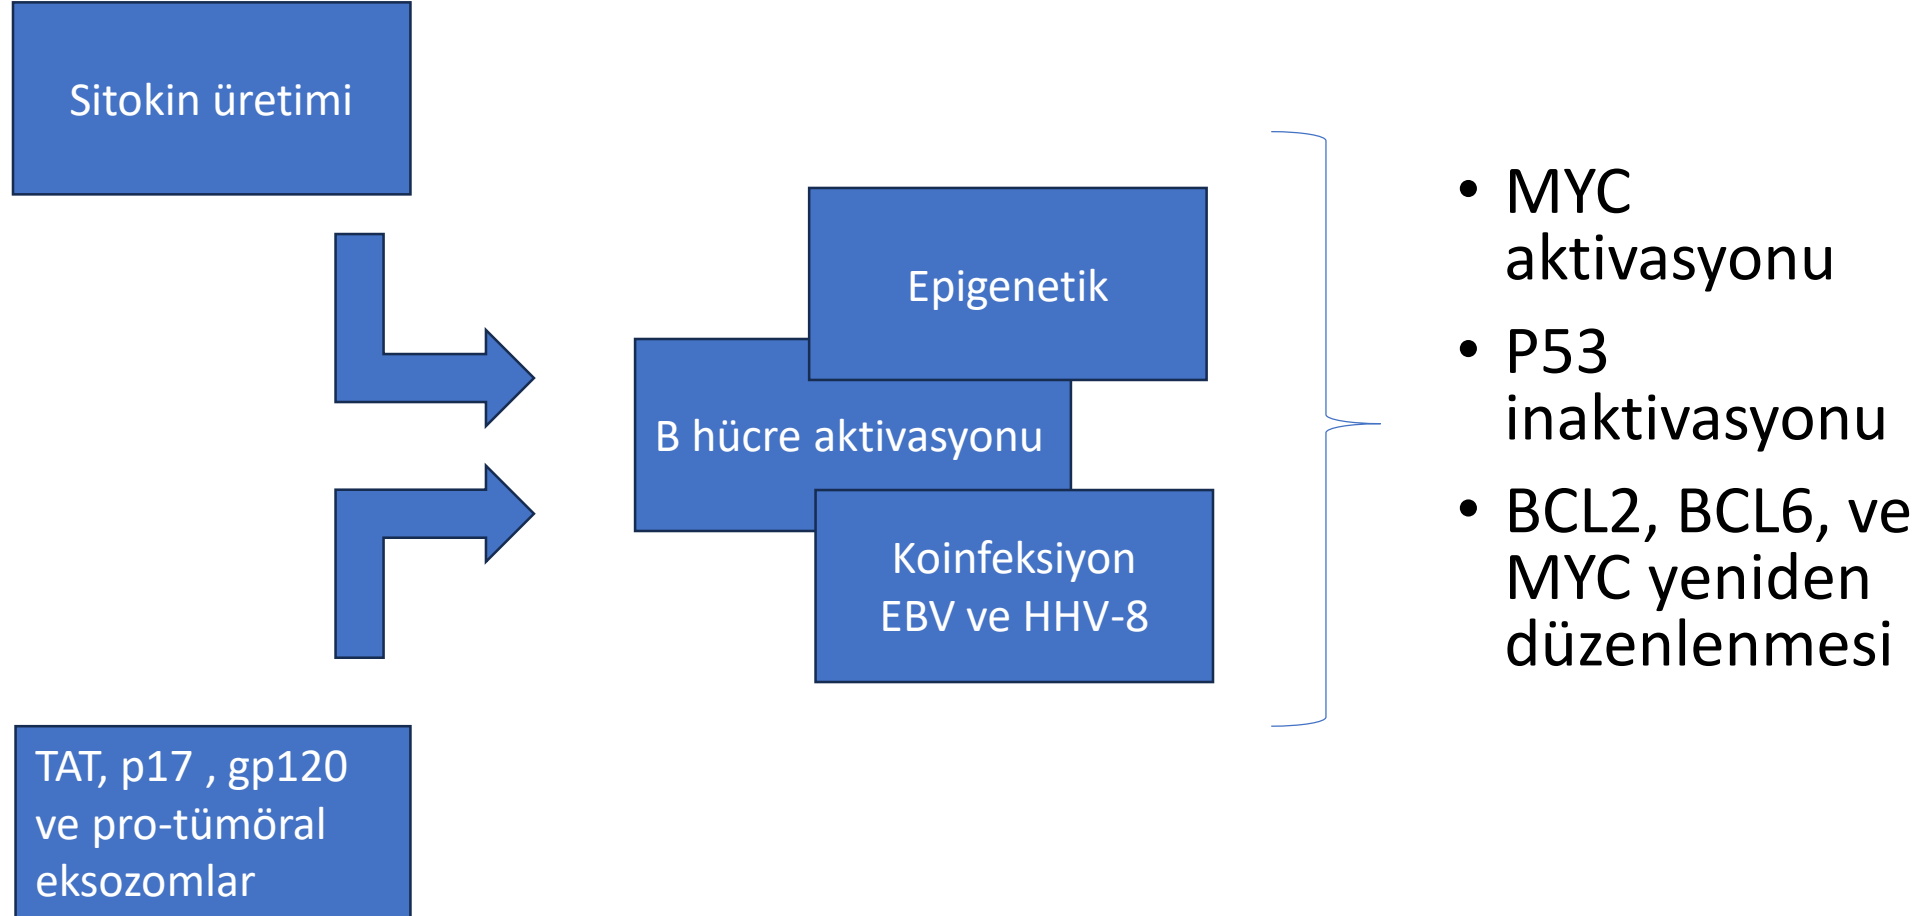 Sitokin üretimi
TAT, p17 , gp120
ve pro-tümöral
eksozomlar
Epigenetik
B hücre aktivasyonu
Koinfeksiyon
EBV ve HHV-8
• MYC
aktivasyonu
• P53
inaktivasyonu
• BCL2, BCL6, ve
MYC yeniden
düzenlenmesi